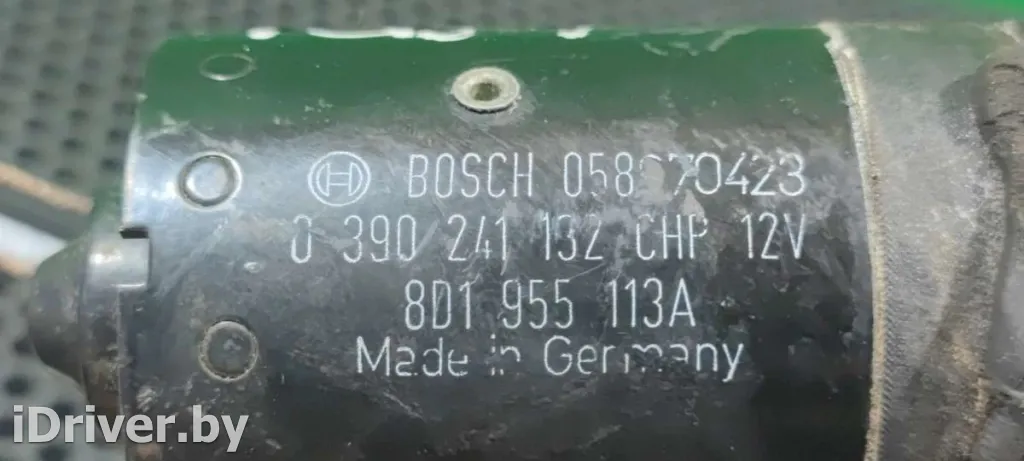 BOSCH
0 390 241 132 CHP 12V
8D1 955 113A
Made in Germany
iDriver.by